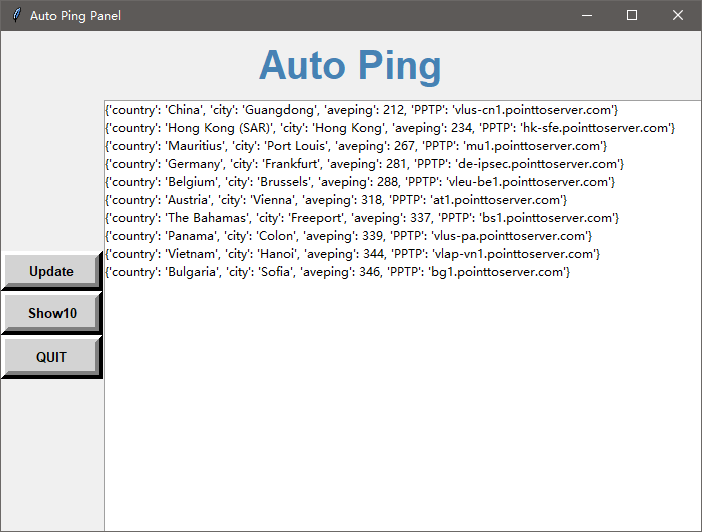 Auto Ping Panel
Auto Ping
{'country': 'China', 'city': 'Guangdong', 'aveping': 212, 'PPTP': 'vlus-cn1.pointtoserver.com'}
{'country': 'Hong Kong (SAR)', 'city': 'Hong Kong', 'aveping': 234, 'PPTP': 'hk-sfe.pointtoserver.com'}
{'country': 'Mauritius', 'city': 'Port Louis', 'aveping': 267, 'PPTP': 'mu1.pointtoserver.com'}
{'country': 'Germany', 'city': 'Frankfurt', 'aveping': 281, 'PPTP': 'de-ipsec.pointtoserver.com'}
{'country': 'Belgium', 'city': 'Brussels', 'aveping': 288, 'PPTP': 'vleu-be1.pointtoserver.com'}
{'country': 'Austria', 'city': 'Vienna', 'aveping': 318, 'PPTP': 'at1.pointtoserver.com'}
{'country': 'The Bahamas', 'city': 'Freeport', 'aveping': 337, 'PPTP': 'bs1.pointtoserver.com'}
{'country': 'Panama', 'city': 'Colon', 'aveping': 339, 'PPTP': 'vlus-pa.pointtoserver.com'}
{'country': 'Vietnam', 'city': 'Hanoi', 'aveping': 344, 'PPTP': 'vlap-vn1.pointtoserver.com'}
{'country': 'Bulgaria', 'city': 'Sofia', 'aveping': 346, 'PPTP': 'bg1.pointtoserver.com'}
Update
Show10
QUIT